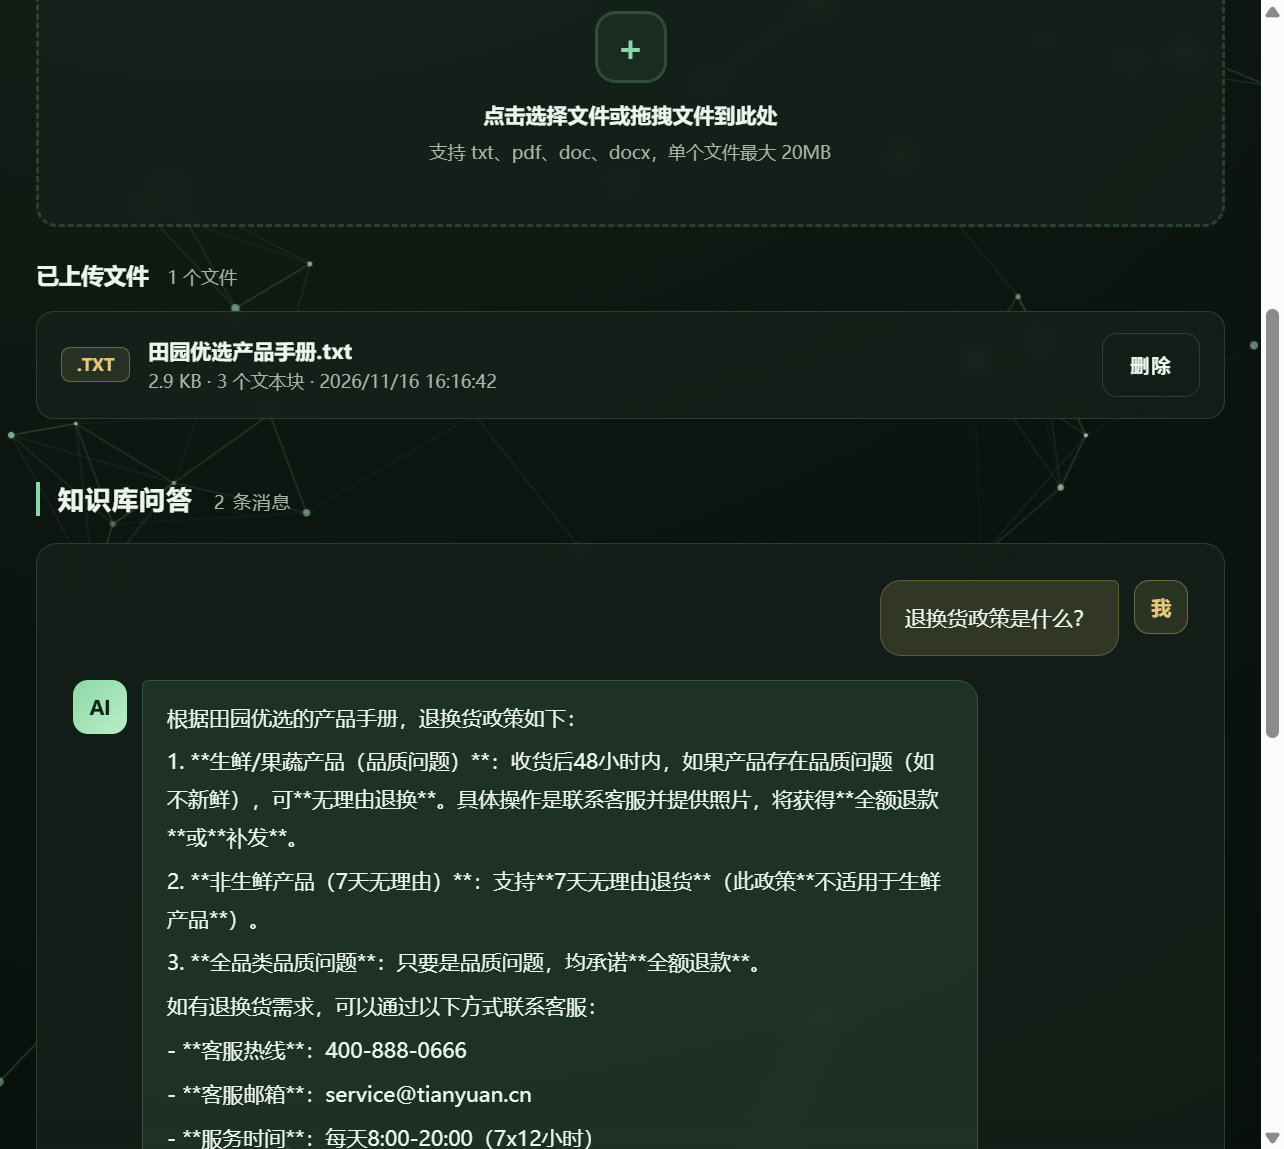 +
点击选择文件或拖拽文件到此处
支持 txt、pdf、doc、docx，单个文件最大 20MB
已上传文件 1 个文件
.TXT
田园优选产品手册.txt
2.9 KB · 3 个文本块 · 2026/11/16 16:16:42
删除
知识库问答 2 条消息
退换货政策是什么？
我
AI
根据田园优选的产品手册，退换货政策如下：
1. **生鲜/果蔬产品（品质问题）**：收货后48小时内，如果产品存在品质问题（如
不新鲜），可**无理由退换**。具体操作是联系客服并提供照片，将获得**全额退款
**或**补发**。
2. **非生鲜产品（7天无理由）**：支持**7天无理由退货**（此政策**不适用于生鲜
产品**）。
3. **全品类品质问题**：只要是品质问题，均承诺**全额退款**。
如有退换货需求，可以通过以下方式联系客服：
- **客服热线**：400-888-0666
- **客服邮箱**：service@tianyuan.cn
- **服务时间**：每天8:00-20:00（7x12小时）